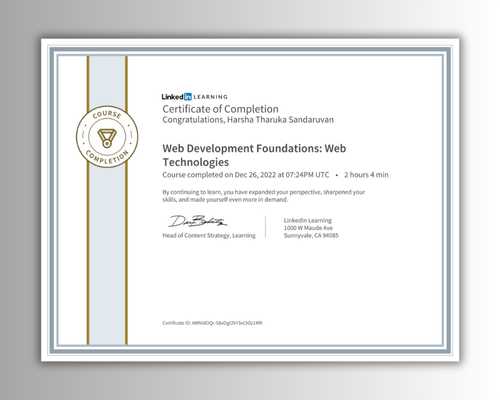 COURSE
COMPLETION
Linked in LEARNING
Certificate of Completion
Congratulations, Harsha Tharuka Sandaruvan
Web Development Foundations: Web
Technologies
Course completed on Dec 26, 2022 at 07:24PM UTC • 2 hours 4 min
By continuing to learn, you have expanded your perspective, sharpened your
skills, and made yourself even more in demand.
Head of Content Strategy, Learning
LinkedIn Learning
1000 W Maude Ave
Sunnyvale, CA 94085
Certificate ID: